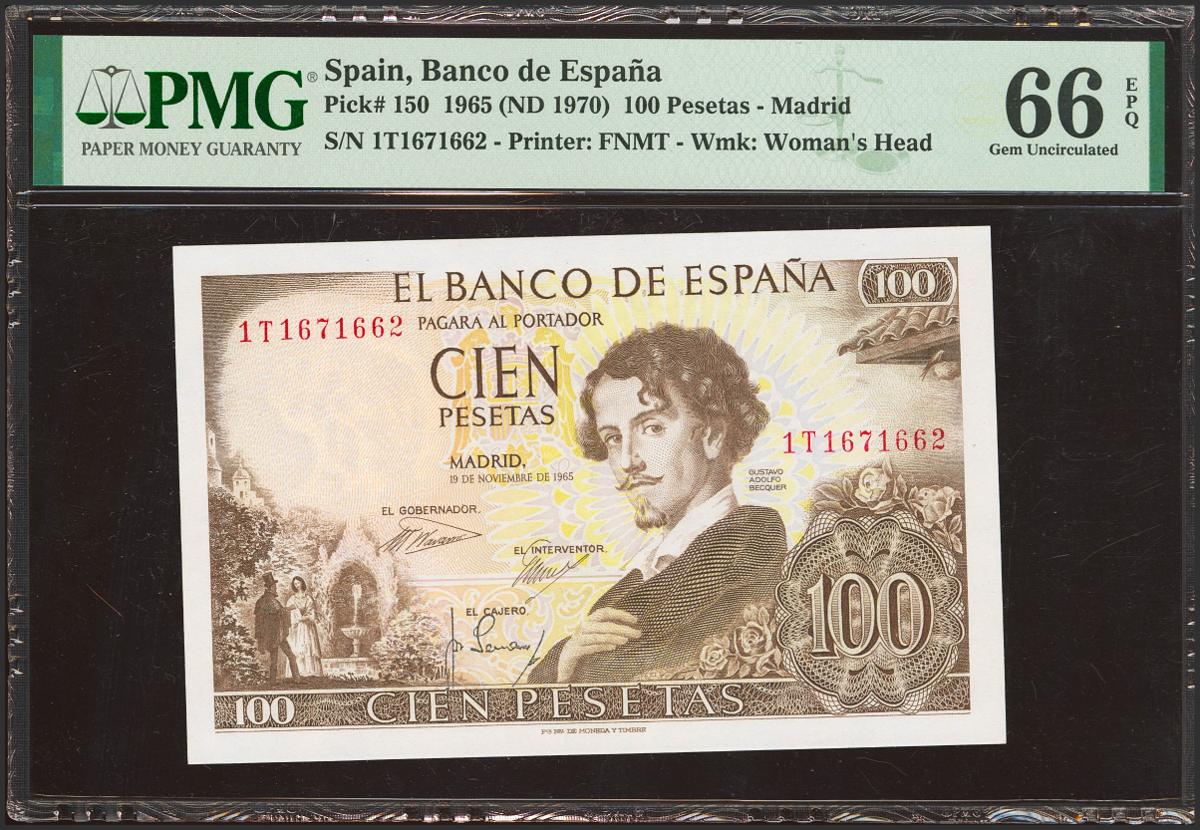 PMG®
PAPER MONEY GUARANTY
Spain, Banco de España
Pick# 150 1965 (ND 1970) 100 Pesetas - Madrid
S/N 1T1671662 - Printer: FNMT - Wmk: Woman's Head
66 EPQ
Gem Uncirculated
EL BANCO DE ESPAÑA
100
1T1671662
PAGARA AL PORTADOR
CIEN
PESETAS
1T1671662
MADRID,
19 DE NOVIEMBRE DE 1965
GUSTAVO
ADOLFO
BECQUER
EL GOBERNADOR.
EL INTERVENTOR.
EL CAJERO
100
100
CIEN PESETAS
DE MONEDA Y TIMBRE